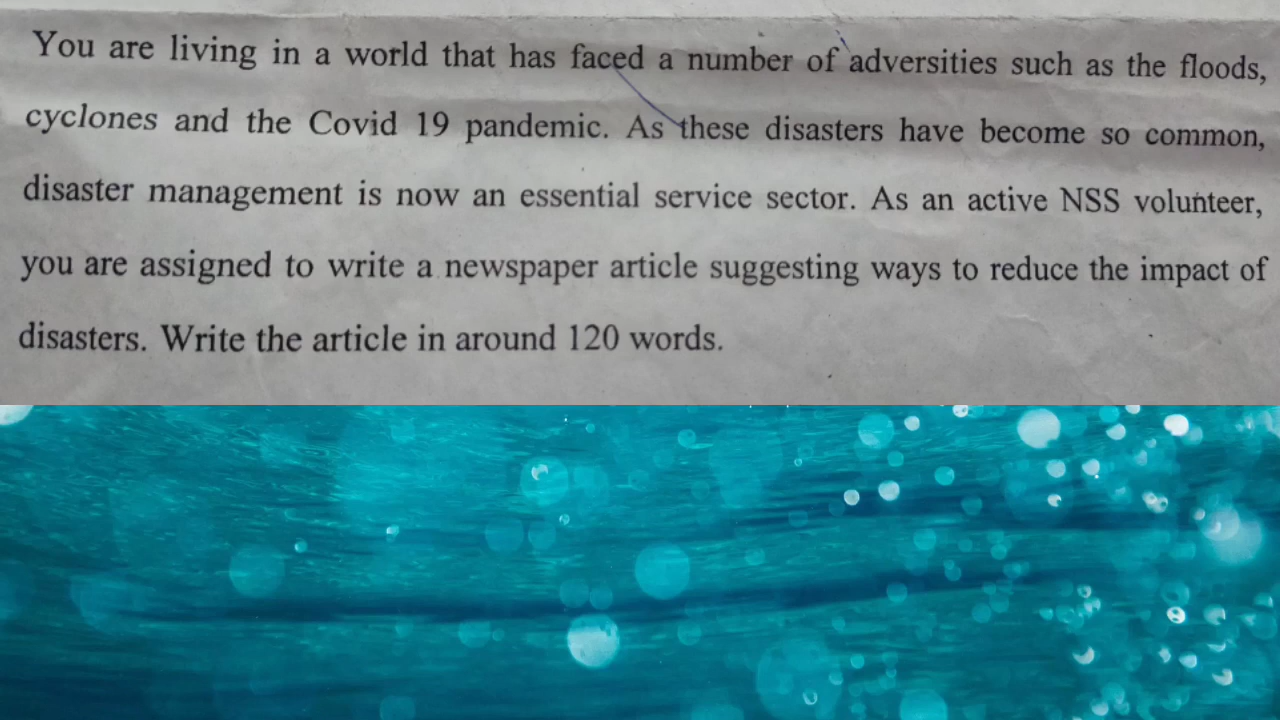 You are living in a world that has faced a number of adversities such as the floods,
cyclones and the Covid 19 pandemic. As these disasters have become so common,
disaster management is now an essential service sector. As an active NSS volunteer,
you are assigned to write a newspaper article suggesting ways to reduce the impact of
disasters. Write the article in around 120 words.